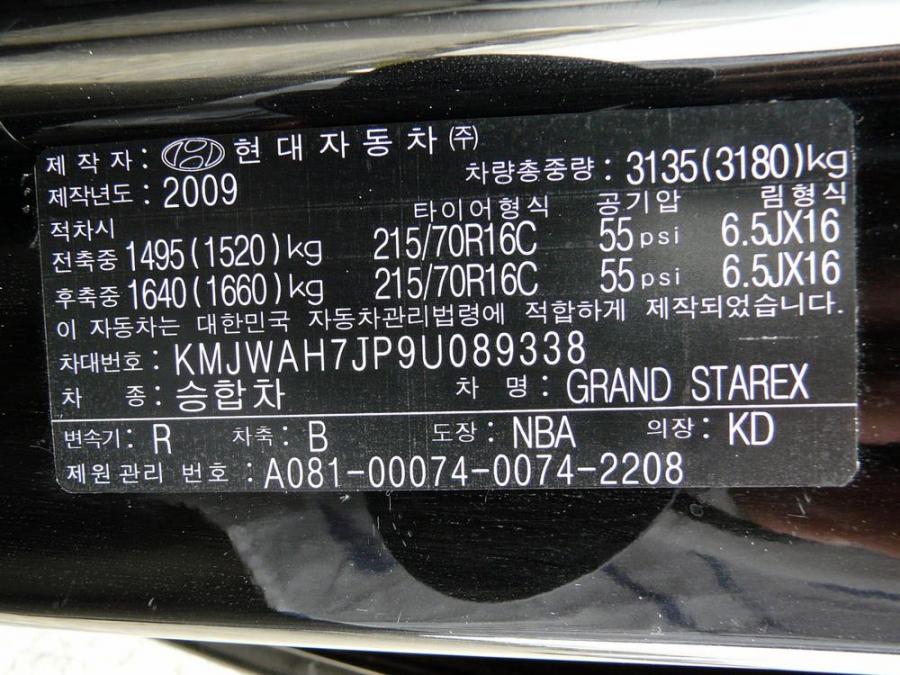 제작자 : 현대자동차㈜
차량총중량 : 3135(3180)kg
제작년도 : 2009
적차시 타이어형식 공기압 림형식
전축중 1495(1520)kg 215/70R16C 55psi 6.5JX16
후축중 1640(1660)kg 215/70R16C 55psi 6.5JX16
이 자동차는 대한민국 자동차관리법령에 적합하게 제작되었습니다.
차대번호 : KMJWAH7JP9U089338
차 종 : 승합차 차 명 : GRAND STAREX
변속기 : R 차축 : B 도장 : NBA 의장 : KD
제원관리 번호 : A081-00074-0074-2208